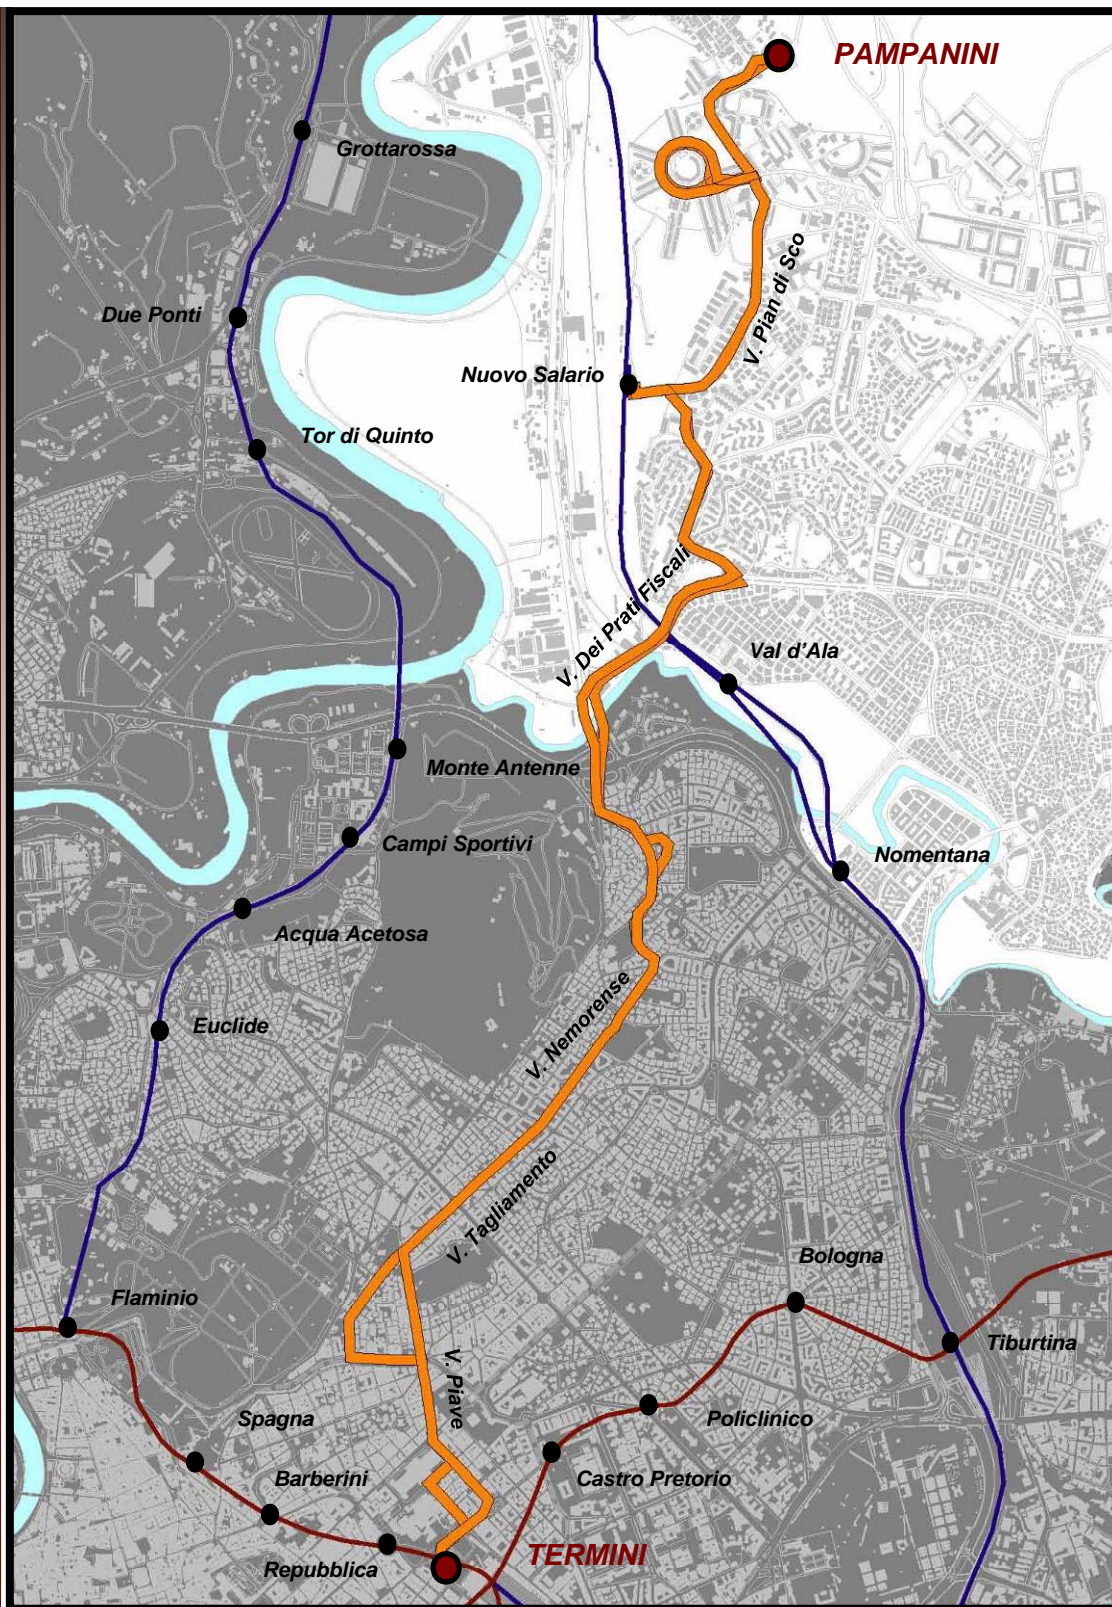 PAMPANINI
Grottarossa
V. Pian di Sco
Due Ponti
Nuovo Salario
Tor di Quinto
V. Dei Prati Fiscali
Val d'Ala
Monte Antenne
Campi Sportivi
Nomentana
Acqua Acetosa
Euclide
V. Nemorense
V. Tagliamento
Bologna
Flaminio
Tiburtina
V. Piave
Spagna
Policlinico
Barberini
Castro Pretorio
TERMINI
Repubblica